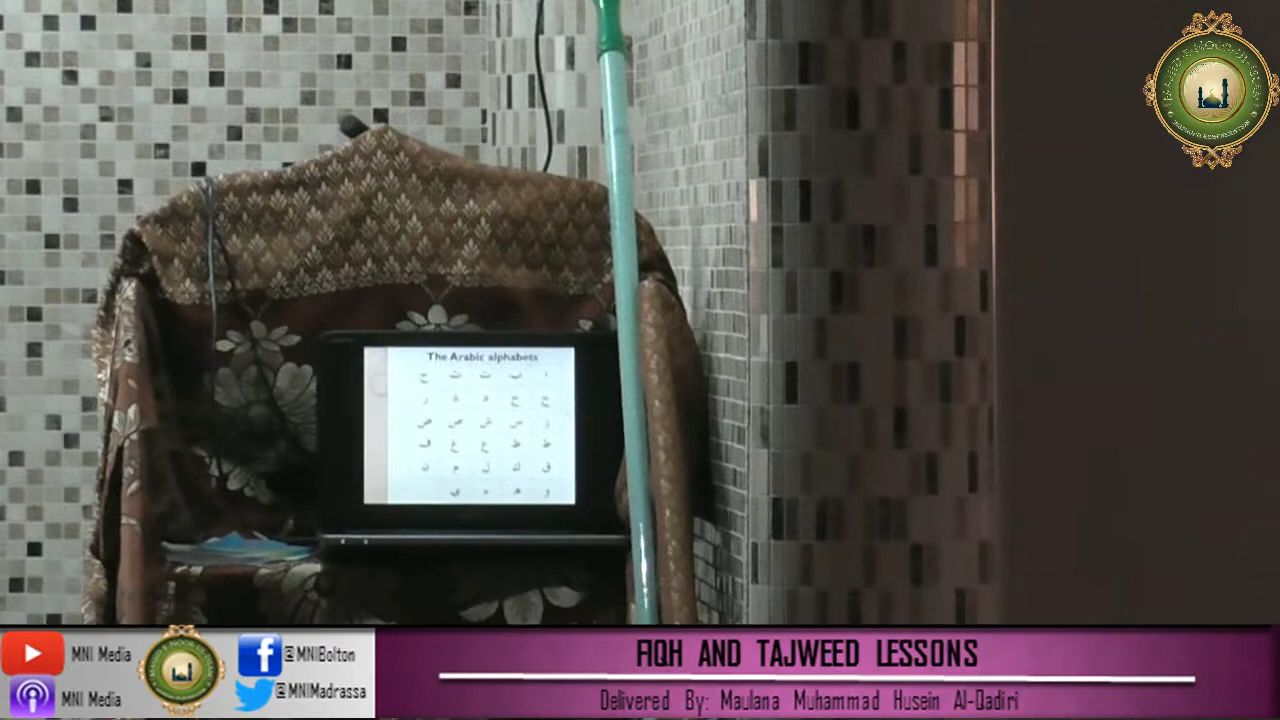 The Arabic alphabets
ا ب ت ث ج
ح خ د ذ ر
ز س ش ص ض
ط ظ ع غ ف
ق ك ل م ن
MNI Media
@MNIBolton
MNI Media
@MNIMadrassa
FIQH AND TAJWEED LESSONS
Delivered By: Maulana Muhammad Husein Al-Qadiri